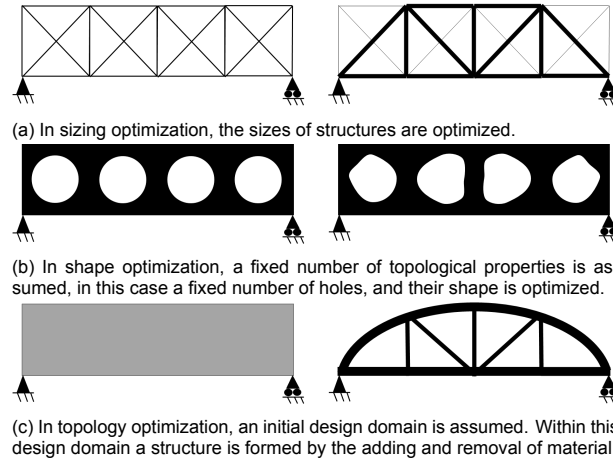 (a) In sizing optimization, the sizes of structures are optimized.
(b) In shape optimization, a fixed number of topological properties is as
sumed, in this case a fixed number of holes, and their shape is optimized.
(c) In topology optimization, an initial design domain is assumed. Within this
design domain a structure is formed by the adding and removal of material